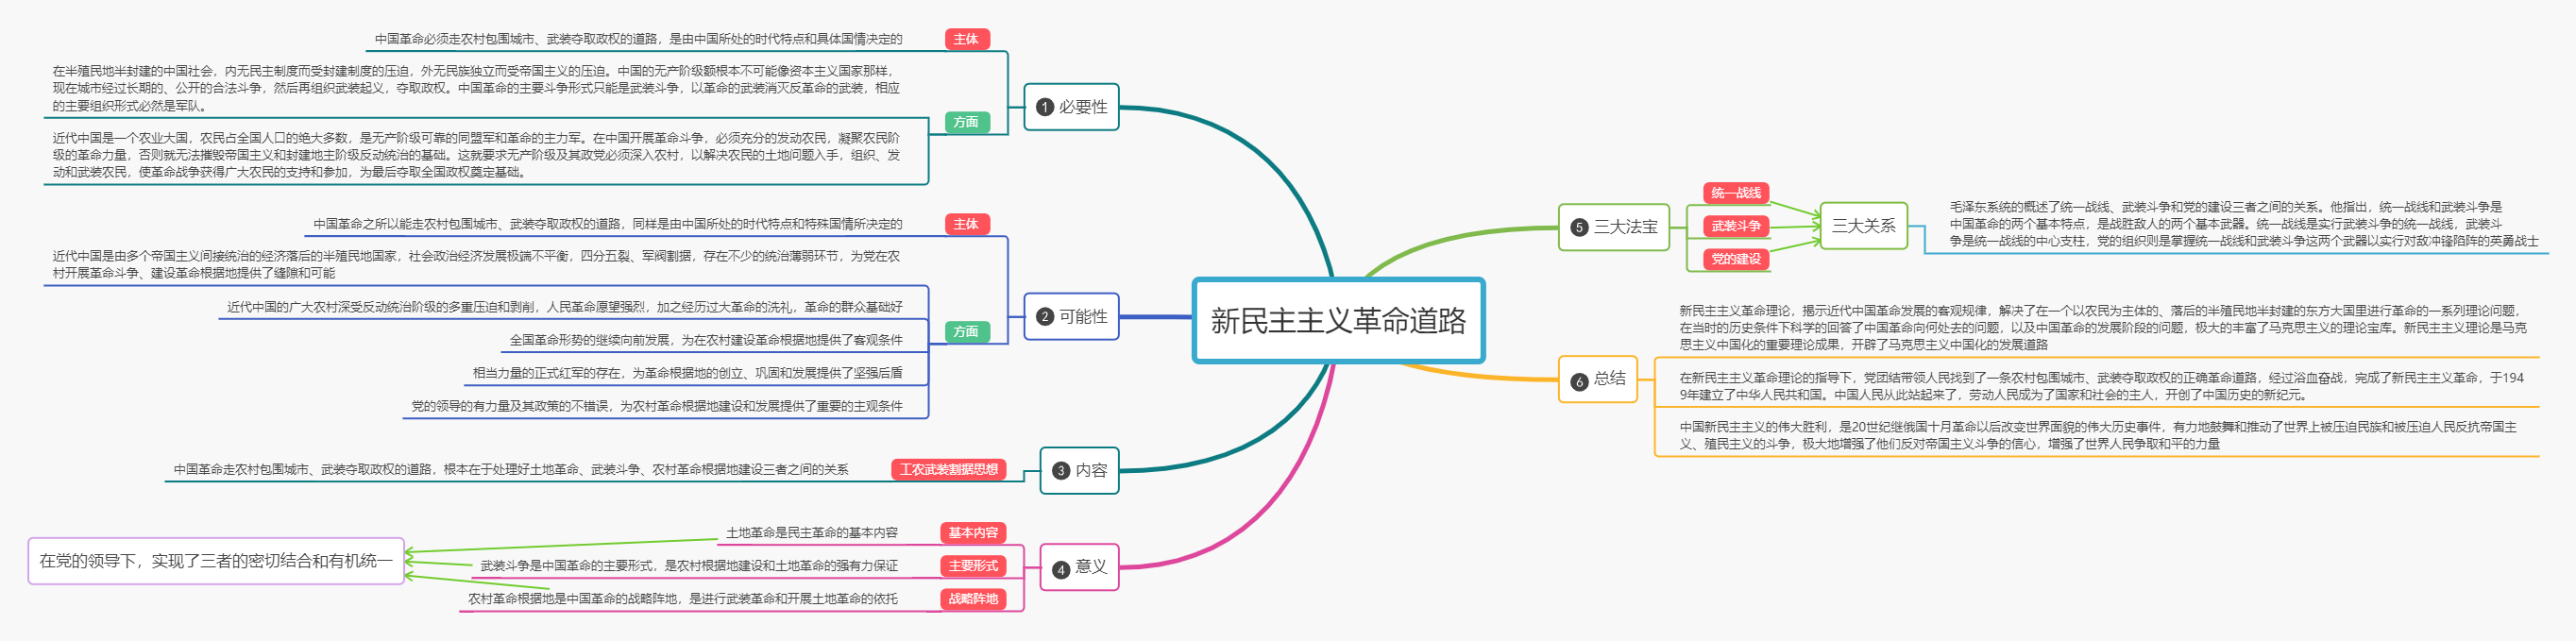 新民主主义革命道路
1 必要性
主体
中国革命必须走农村包围城市、武装夺取政权的道路，是由中国所处的时代特点和具体国情决定的
方面
在半殖民地半封建的中国社会，内无民主制度而受封建制度的压迫，外无民族独立而受帝国主义的压迫。中国的无产阶级额根本不可能像资本主义国家那样，
现在城市经过长期的、公开的合法斗争，然后再组织武装起义，夺取政权。中国革命的主要斗争形式只能是武装斗争，以革命的武装消灭反革命的武装，相应
的主要组织形式必然是军队。
近代中国是一个农业大国，农民占全国人口的绝大多数，是无产阶级可靠的同盟军和革命的主力军。在中国开展革命斗争，必须充分的发动农民，凝聚农民阶
级的革命力量，否则就无法摧毁帝国主义和封建地主阶级反动统治的基础。这就要求无产阶级及其政党必须深入农村，以解决农民的土地问题入手，组织、发
动和武装农民，使革命战争获得广大农民的支持和参加，为最后夺取全国政权奠定基础。
2 可能性
主体
中国革命之所以能走农村包围城市、武装夺取政权的道路，同样是由中国所处的时代特点和特殊国情所决定的
方面
近代中国是由多个帝国主义间接统治的经济落后的半殖民地国家，社会政治经济发展极端不平衡，四分五裂、军阀割据，存在不少的统治薄弱环节，为党在农
村开展革命斗争、建设革命根据地提供了缝隙和可能
近代中国的广大农村深受反动统治阶级的多重压迫和剥削，人民革命愿望强烈，加之经历过大革命的洗礼，革命的群众基础好
全国革命形势的继续向前发展，为在农村建设革命根据地提供了客观条件
相当力量的正式红军的存在，为革命根据地的创立、巩固和发展提供了坚强后盾
党的领导的有力量及其政策的不错误，为农村革命根据地建设和发展提供了重要的主观条件
3 内容
工农武装割据思想
中国革命走农村包围城市、武装夺取政权的道路，根本在于处理好土地革命、武装斗争、农村革命根据地建设三者之间的关系
4 意义
基本内容
土地革命是民主革命的基本内容
主要形式
武装斗争是中国革命的主要形式，是农村根据地建设和土地革命的强有力保证
战略阵地
农村革命根据地是中国革命的战略阵地，是进行武装革命和开展土地革命的依托
在党的领导下，实现了三者的密切结合和有机统一
5 三大法宝
统一战线
武装斗争
党的建设
三大关系
毛泽东系统的概述了统一战线、武装斗争和党的建设三者之间的关系。他指出，统一战线和武装斗争是
中国革命的两个基本特点，是战胜敌人的两个基本武器。统一战线是实行武装斗争的统一战线，武装斗
争是统一战线的中心支柱，党的组织则是掌握统一战线和武装斗争这两个武器以实行对敌冲锋陷阵的英勇战士
6 总结
新民主主义革命理论，揭示近代中国革命发展的客观规律，解决了在一个以农民为主体的、落后的半殖民地半封建的东方大国里进行革命的一系列理论问题，
在当时的历史条件下科学的回答了中国革命向何处去的问题，以及中国革命的发展阶段的问题，极大的丰富了马克思主义的理论宝库。新民主主义理论是马克
思主义中国化的重要理论成果，开辟了马克思主义中国化的发展道路
在新民主主义革命理论的指导下，党团结带领人民找到了一条农村包围城市、武装夺取政权的正确革命道路，经过浴血奋战，完成了新民主主义革命，于194
9年建立了中华人民共和国。中国人民从此站起来了，劳动人民成为了国家和社会的主人，开创了中国历史的新纪元。
中国新民主主义的伟大胜利，是20世纪继俄国十月革命以后改变世界面貌的伟大历史事件，有力地鼓舞和推动了世界上被压迫民族和被压迫人民反抗帝国主
义、殖民主义的斗争，极大地增强了他们反对帝国主义斗争的信心，增强了世界人民争取和平的力量